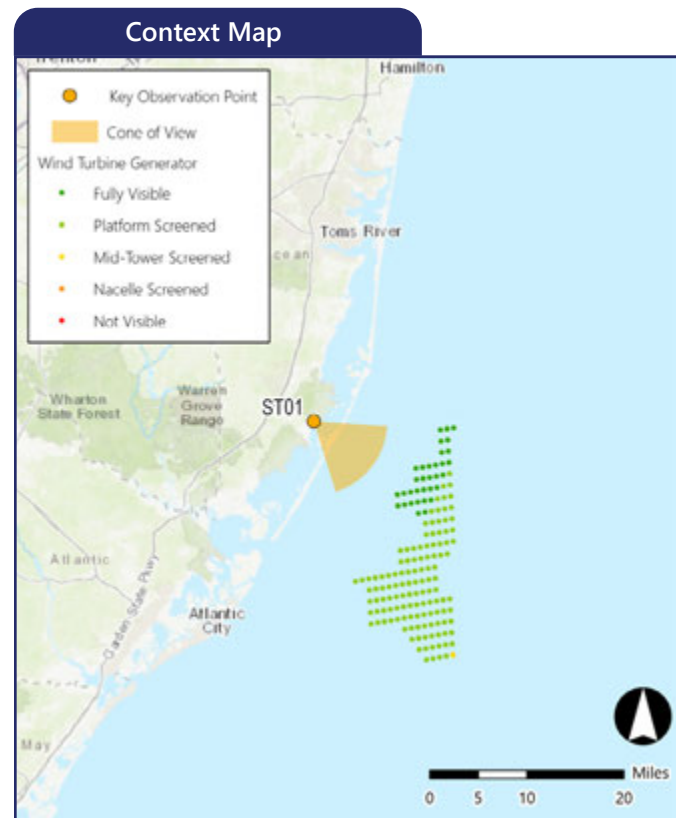 Context Map
Trenton
Hamilton
Key Observation Point
Cone of View
Wind Turbine Generator
Fully Visible
Platform Screened
Mid-Tower Screened
Nacelle Screened
Not Visible
Toms River
cean
Wharton
State Forest
Warren
Grove
Range
ST01
Atlantic
Garden State Pkwy
Atlantic
City
May
Miles
0 5 10 20